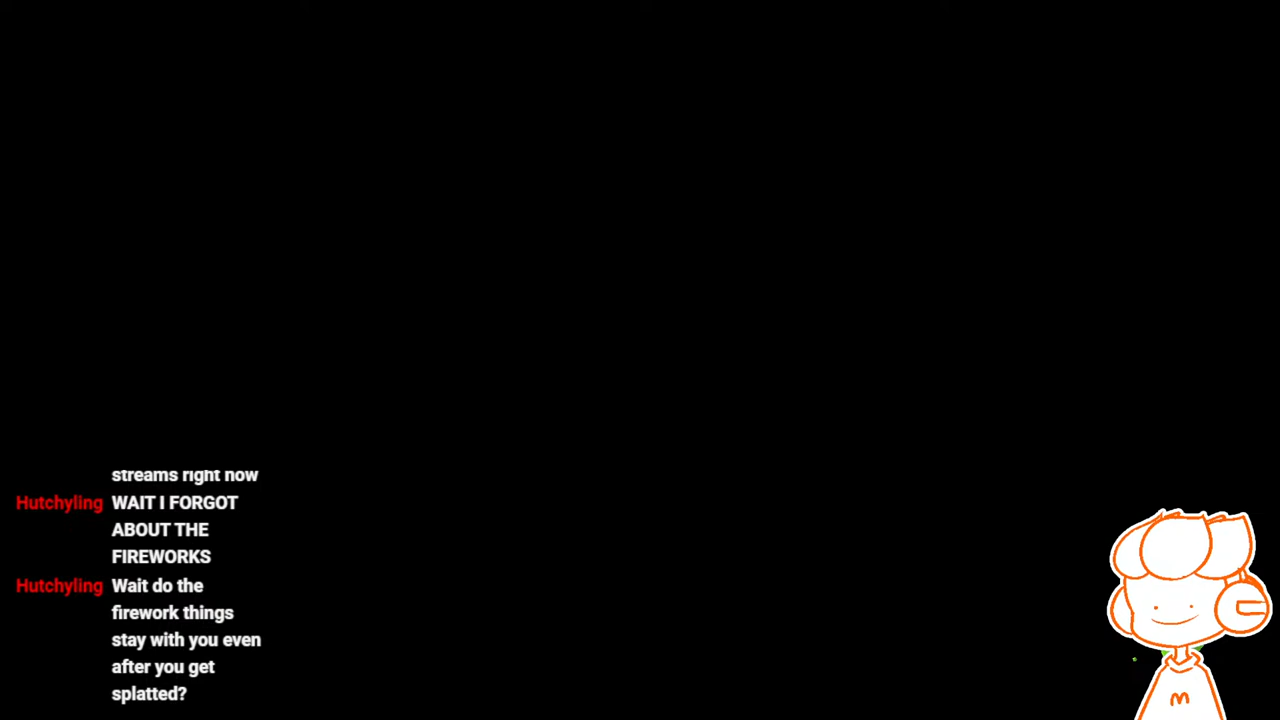 streams right now
Hutchyling WAIT I FORGOT
ABOUT THE
FIREWORKS
Hutchyling Wait do the
firework things
stay with you even
after you get
splatted?
m